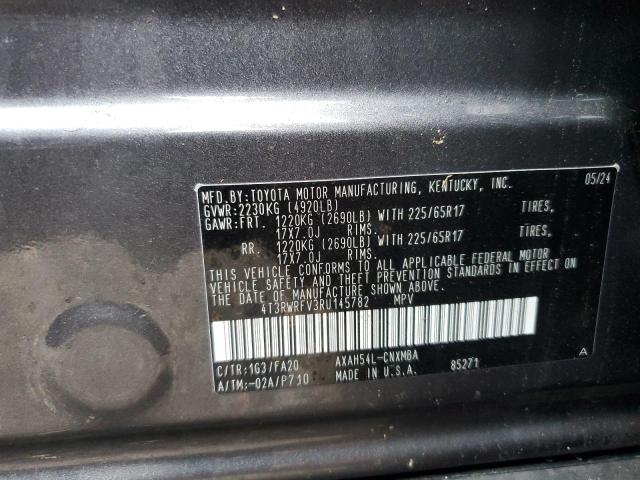 MFD.BY:TOYOTA MOTOR MANUFACTURING, KENTUCKY, INC. 05/24
GVWR:2230KG (4920LB)
GAWR:FRT. 1220KG (2690LB) WITH 225/65R17 TIRES,
17X7.0J RIMS.
RR. 1220KG (2690LB) WITH 225/65R17 TIRES,
17X7.0J RIMS.
THIS VEHICLE CONFORMS TO ALL APPLICABLE FEDERAL MOTOR
VEHICLE SAFETY AND THEFT PREVENTION STANDARDS IN EFFECT ON
THE DATE OF MANUFACTURE SHOWN ABOVE.
4T3RWRFV3RU145782 MPV
C/TR:1G3/FA20 AXAH54L-CNXMBA 85271 A
A/TM:-02A/P710 MADE IN U.S.A.